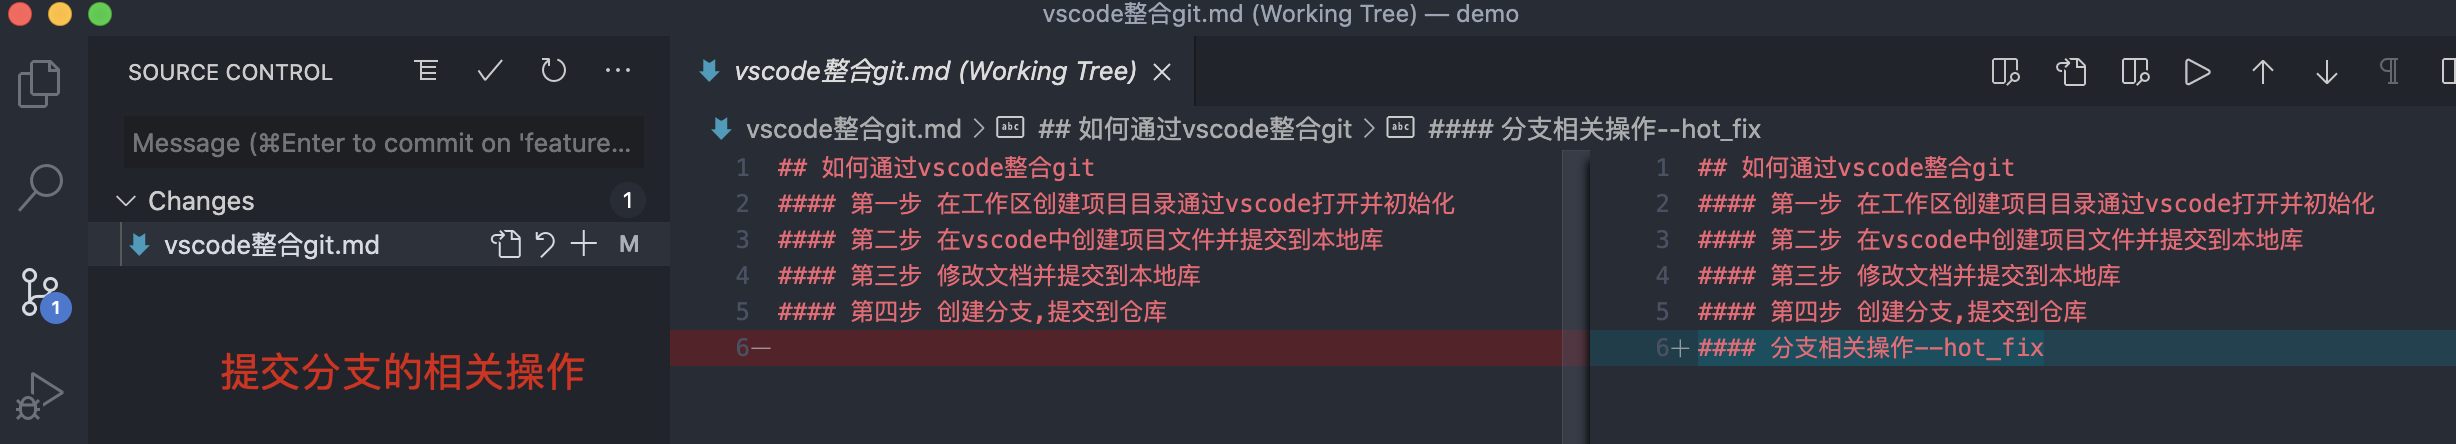 vscode整合git.md (Working Tree) — demo
SOURCE CONTROL
Message (⌘Enter to commit on 'feature...
Changes
1
vscode整合git.md
M
1
提交分支的相关操作
vscode整合git.md (Working Tree)
vscode整合git.md > ## 如何通过vscode整合git > #### 分支相关操作--hot_fix
1 ## 如何通过vscode整合git
2 #### 第一步 在工作区创建项目目录通过vscode打开并初始化
3 #### 第二步 在vscode中创建项目文件并提交到本地库
4 #### 第三步 修改文档并提交到本地库
5 #### 第四步 创建分支,提交到仓库
6—
1 ## 如何通过vscode整合git
2 #### 第一步 在工作区创建项目目录通过vscode打开并初始化
3 #### 第二步 在vscode中创建项目文件并提交到本地库
4 #### 第三步 修改文档并提交到本地库
5 #### 第四步 创建分支,提交到仓库
6+ #### 分支相关操作--hot_fix